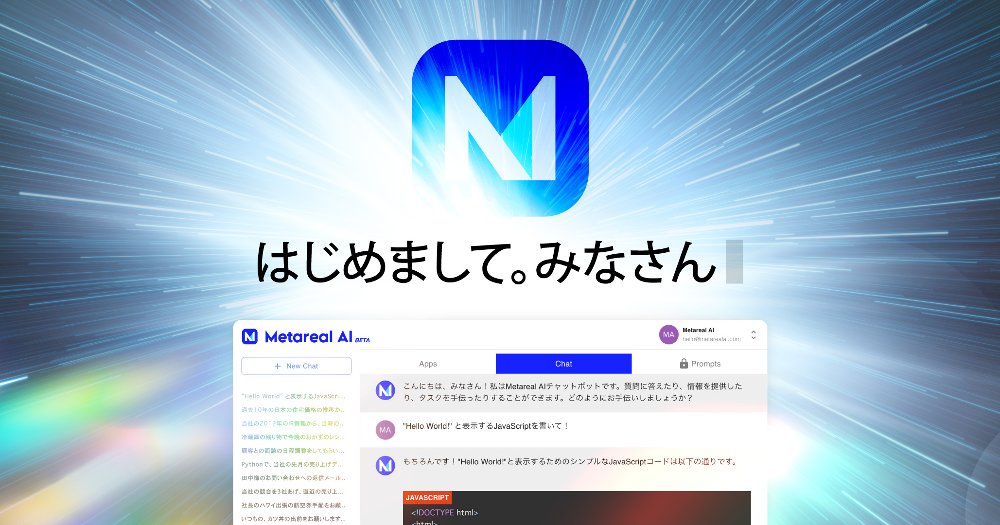 はじめまして。みなさん
Metareal AI BETA
MA
Metareal AI
hello@metarealai.com
+ New Chat
Apps
Chat
Prompts
"Hello World" と表示するJavaScri...
過去10年の日本の住宅価格の推移か..
当社の2012年のIR情報から、当時の..
冷蔵庫の残り物で今晩のおかずのレシ..
顧客との面談の日程調整をしてもらい...
Pythonで、当社の先月の売り上げデ...
田中様のお問い合わせへの返信メール..
当社の競合を3社あげ、直近の売り上...
社長のハワイ出張の航空券手配をお願..
いつもの、カツ丼の出前をお願いします..
こんにちは、みなさん！私はMetareal AIチャットボットです。質問に答えたり、情報を提供した
り、タスクを手伝ったりすることができます。どのようにお手伝いしましょうか？
MA
"Hello World!" と表示するJavaScriptを書いて！
もちろんです！"Hello World!"と表示するためのシンプルなJavaScriptコードは以下の通りです。
JAVASCRIPT
<!DOCTYPE html>
<html>